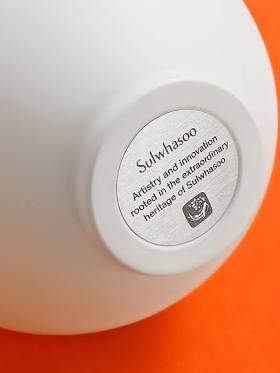 Sulwhasoo
Artistry and innovation
rooted in the extraordinary
heritage of Sulwhasoo